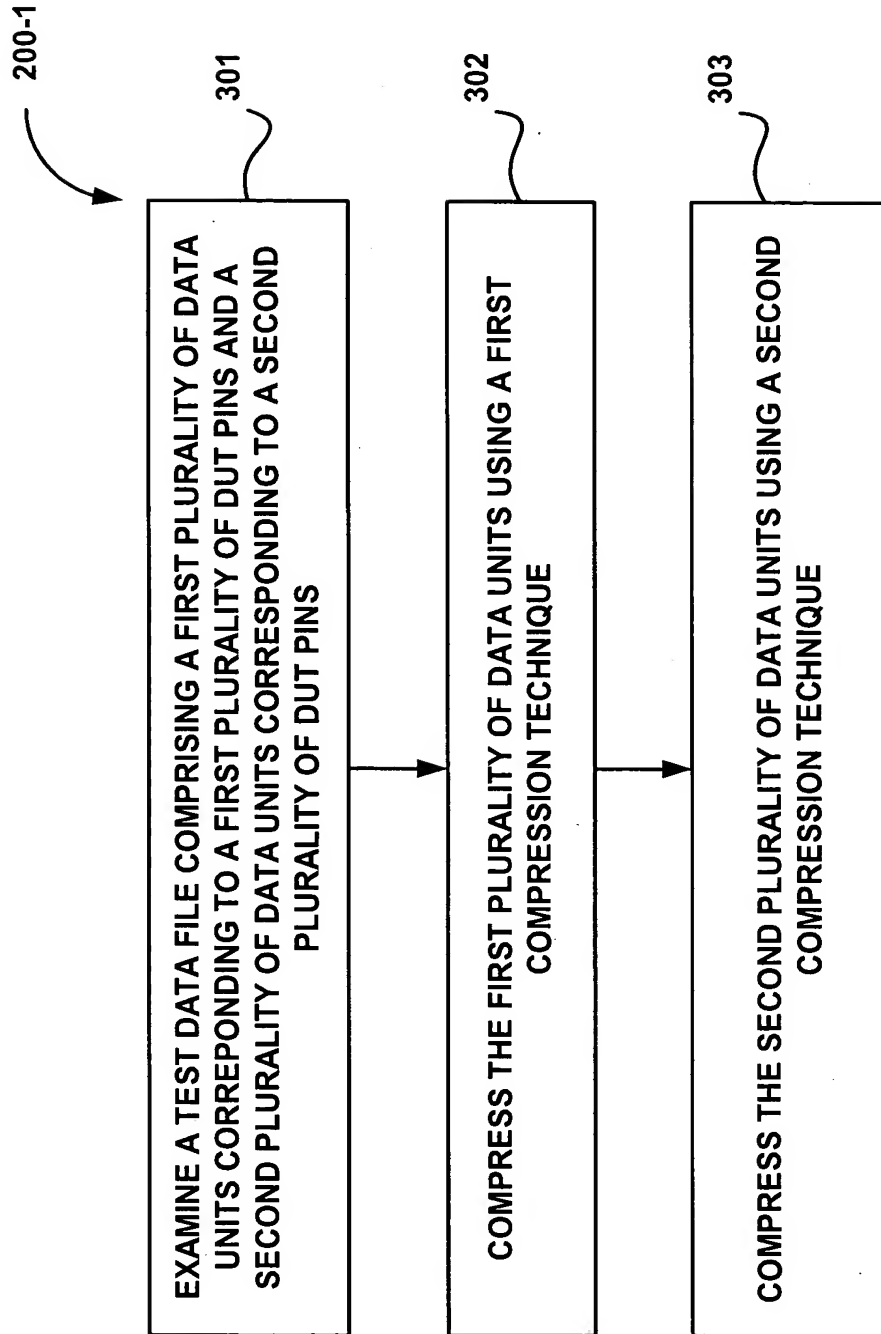 200-1
301
EXAMINE A TEST DATA FILE COMPRISING A FIRST PLURALITY OF DATA
UNITS CORREPONDING TO A FIRST PLURALITY OF DUT PINS AND A
SECOND PLURALITY OF DATA UNITS CORRESPONDING TO A SECOND
PLURALITY OF DUT PINS
302
COMPRESS THE FIRST PLURALITY OF DATA UNITS USING A FIRST
COMPRESSION TECHNIQUE
303
COMPRESS THE SECOND PLURALITY OF DATA UNITS USING A SECOND
COMPRESSION TECHNIQUE